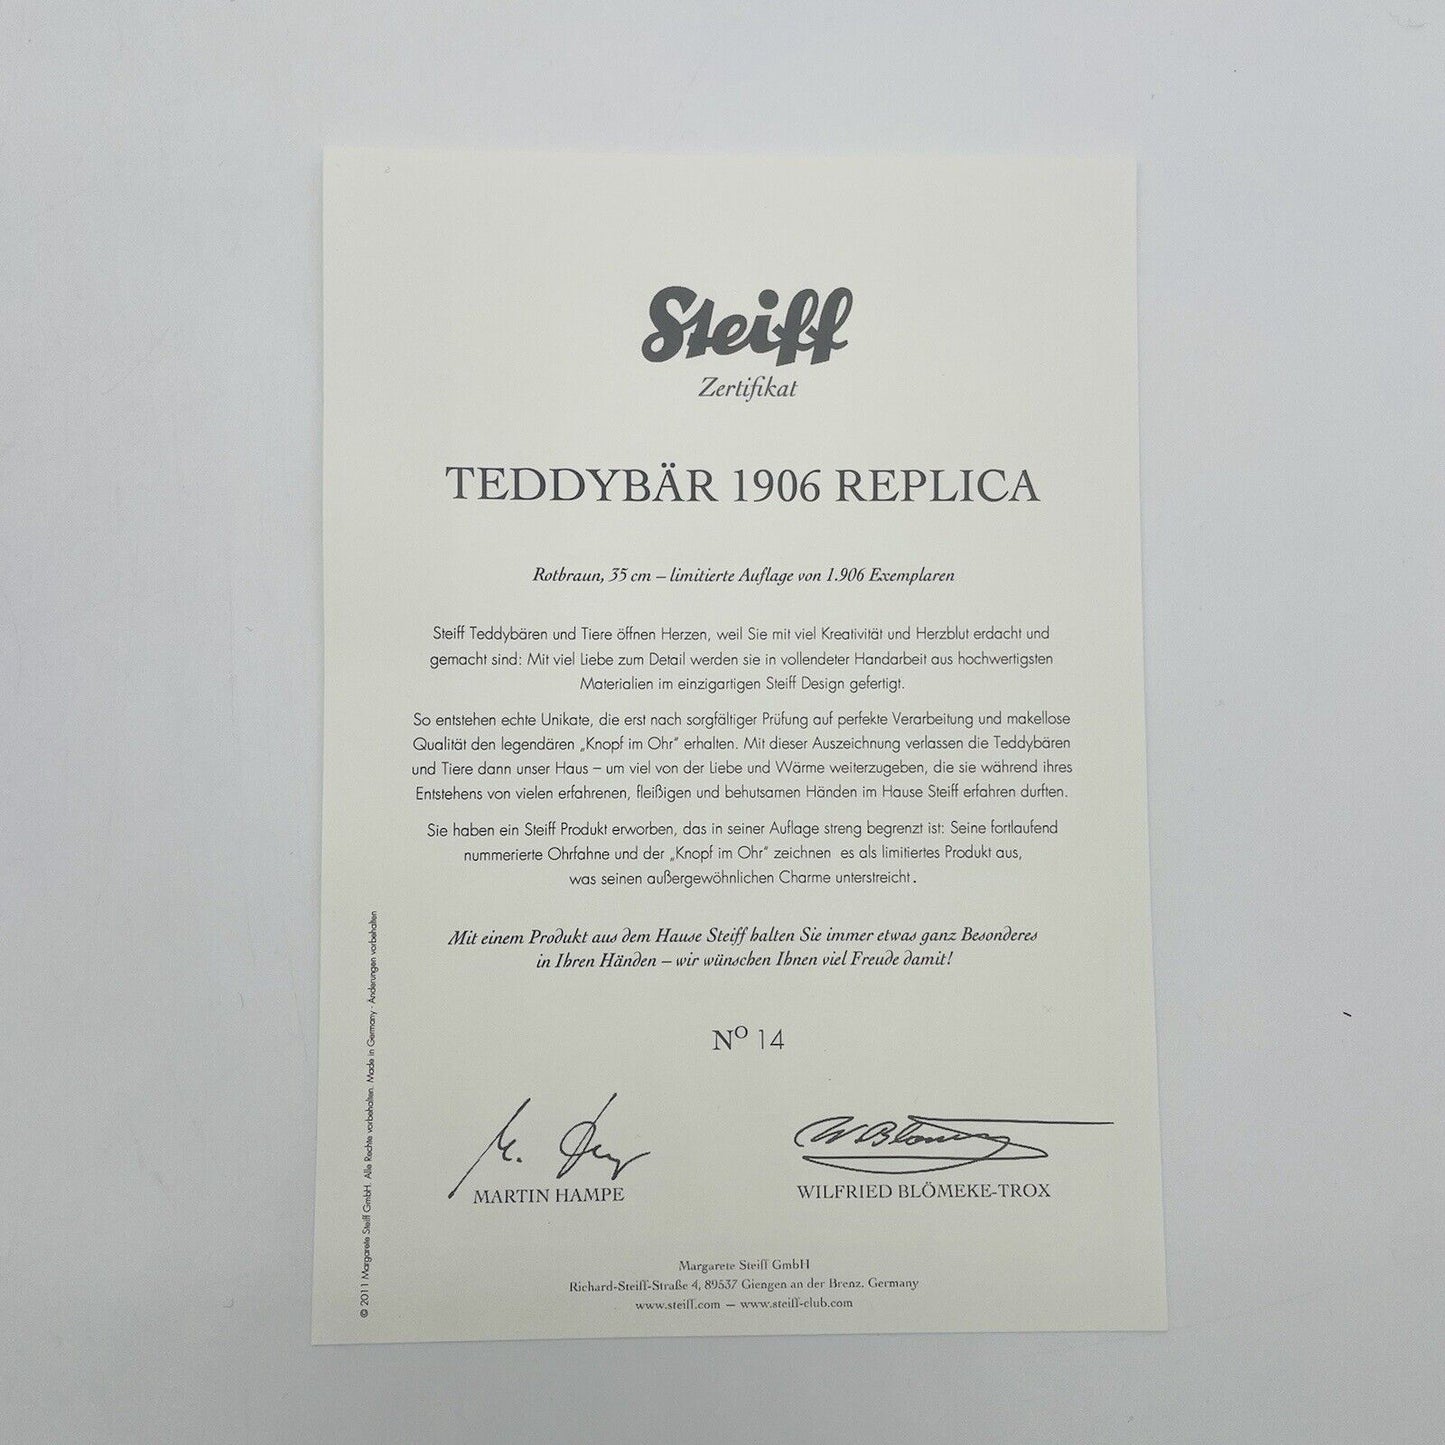 Steiff
Zertifikat
TEDDYBÄR 1906 REPLICA
Rotbraun, 35 cm – limitierte Auflage von 1.906 Exemplaren
Steiff Teddybären und Tiere öffnen Herzen, weil Sie mit viel Kreativität und Herzblut erdacht und
gemacht sind: Mit viel Liebe zum Detail werden sie in vollendeter Handarbeit aus hochwertigsten
Materialien im einzigartigen Steiff Design gefertigt.
So entstehen echte Unikate, die erst nach sorgfältiger Prüfung auf perfekte Verarbeitung und makellose
Qualität den legendären „Knopf im Ohr“ erhalten. Mit dieser Auszeichnung verlassen die Teddybären
und Tiere dann unser Haus – um viel von der Liebe und Wärme weiterzugeben, die sie während ihres
Entstehens von vielen erfahrenen, fleißigen und behutsamen Händen im Hause Steiff erfahren durften.
Sie haben ein Steiff Produkt erworben, das in seiner Auflage streng begrenzt ist: Seine fortlaufend
nummerierte Ohrfahne und der „Knopf im Ohr“ zeichnen es als limitiertes Produkt aus,
was seinen außergewöhnlichen Charme unterstreicht.
Mit einem Produkt aus dem Hause Steiff halten Sie immer etwas ganz Besonderes
in Ihren Händen – wir wünschen Ihnen viel Freude damit!
Nº 14
MARTIN HAMPE
WILFRIED BLÖMEKE-TROX
Margarete Steiff GmbH
Richard-Steiff-Straße 4, 89537 Giengen an der Brenz. Germany
www.steiff.com – www.steiff-club.com
© 2011 Margarete Steiff GmbH. Alle Rechte vorbehalten. Made in Germany · Änderungen vorbehalten